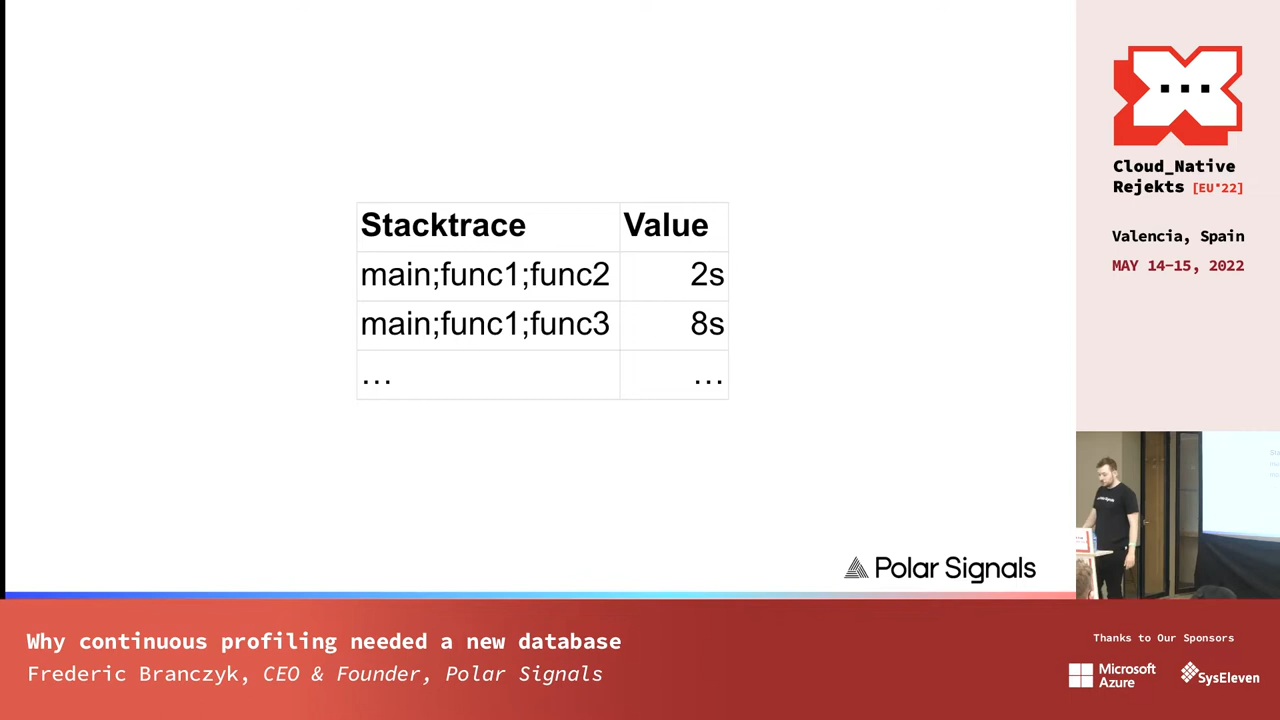 Stacktrace Value
main;func1;func2 2s
main;func1;func3 8s
… …
Polar Signals
Cloud_Native
Rejekts [EU'22]
Valencia, Spain
MAY 14-15, 2022
Why continuous profiling needed a new database
Frederic Branczyk, CEO & Founder, Polar Signals
Thanks to Our Sponsors
Microsoft
Azure
SysEleven